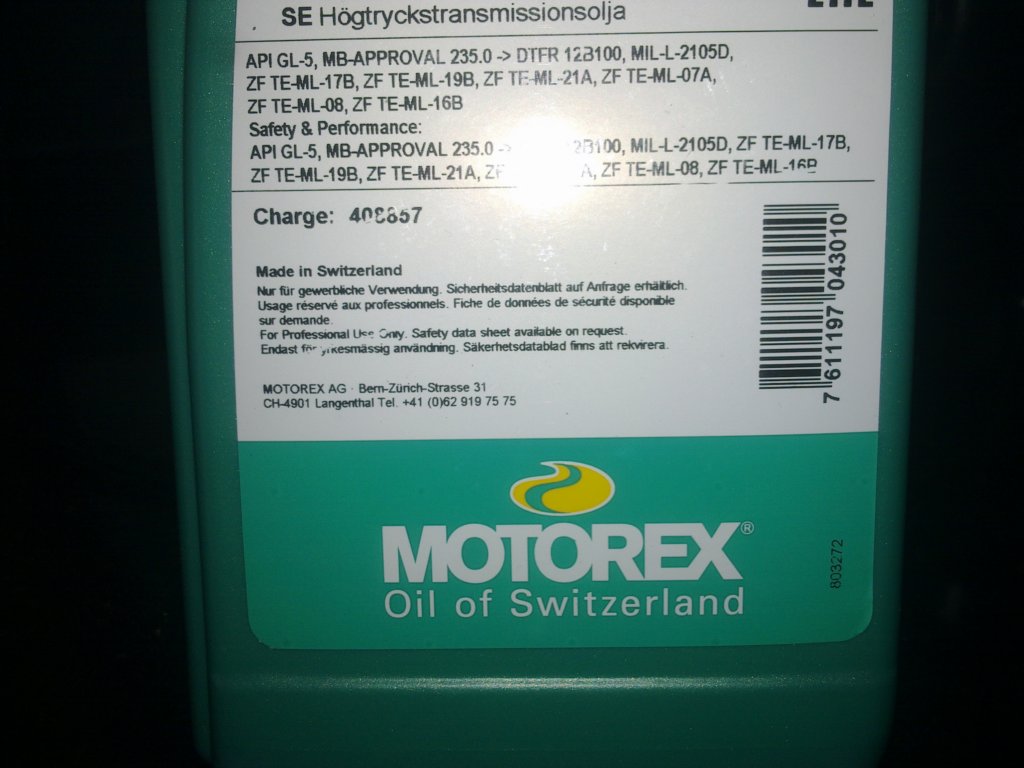 SE Högtryckstransmissionsolja
API GL-5, MB-APPROVAL 235.0 -> DTFR 12B100, MIL-L-2105D,
ZF TE-ML-17B, ZF TE-ML-19B, ZF TE-ML-21A, ZF TE-ML-07A,
ZF TE-ML-08, ZF TE-ML-16B
Safety & Performance:
API GL-5, MB-APPROVAL 235.0 12B100, MIL-L-2105D, ZF TE-ML-17B,
ZF TE-ML-19B, ZF TE-ML-21A, ZF TE-ML-08, ZF TE-ML-16B
Charge: 408857
Made in Switzerland
Nur für gewerbliche Verwendung. Sicherheitsdatenblatt auf Anfrage erhältlich.
Usage réservé aux professionnels. Fiche de données de sécurité disponible
sur demande.
For Professional Use Only. Safety data sheet available on request.
Endast för yrkesmässig användning. Säkerhetsdatablad finns att rekvirera.
MOTOREX AG · Bern-Zürich-Strasse 31
CH-4901 Langenthal Tel. +41 (0)62 919 75 75
7 611197 043010
MOTOREX®
Oil of Switzerland
803272